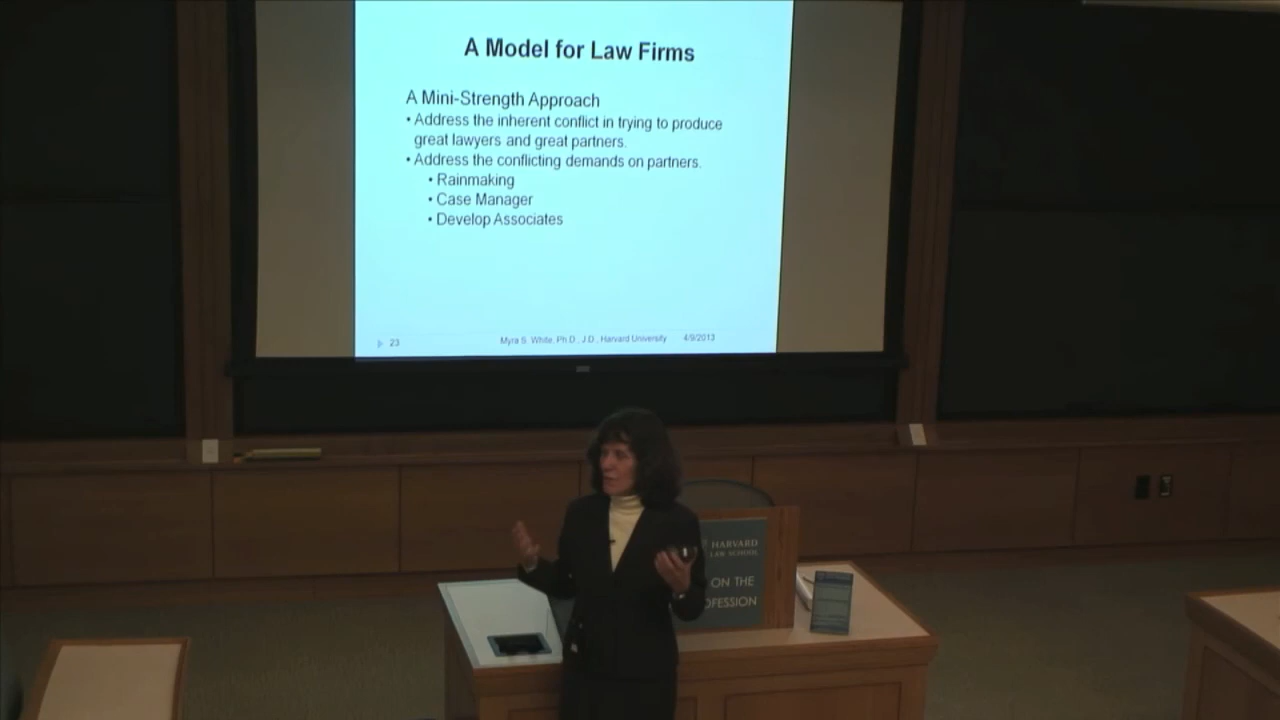 A Model for Law Firms
A Mini-Strength Approach
• Address the inherent conflict in trying to produce
great lawyers and great partners.
• Address the conflicting demands on partners.
• Rainmaking
• Case Manager
• Develop Associates
23
Myra S. White, Ph.D., J.D., Harvard University 4/9/2013
HARVARD
LAW SCHOOL
ON THE
OFESSION